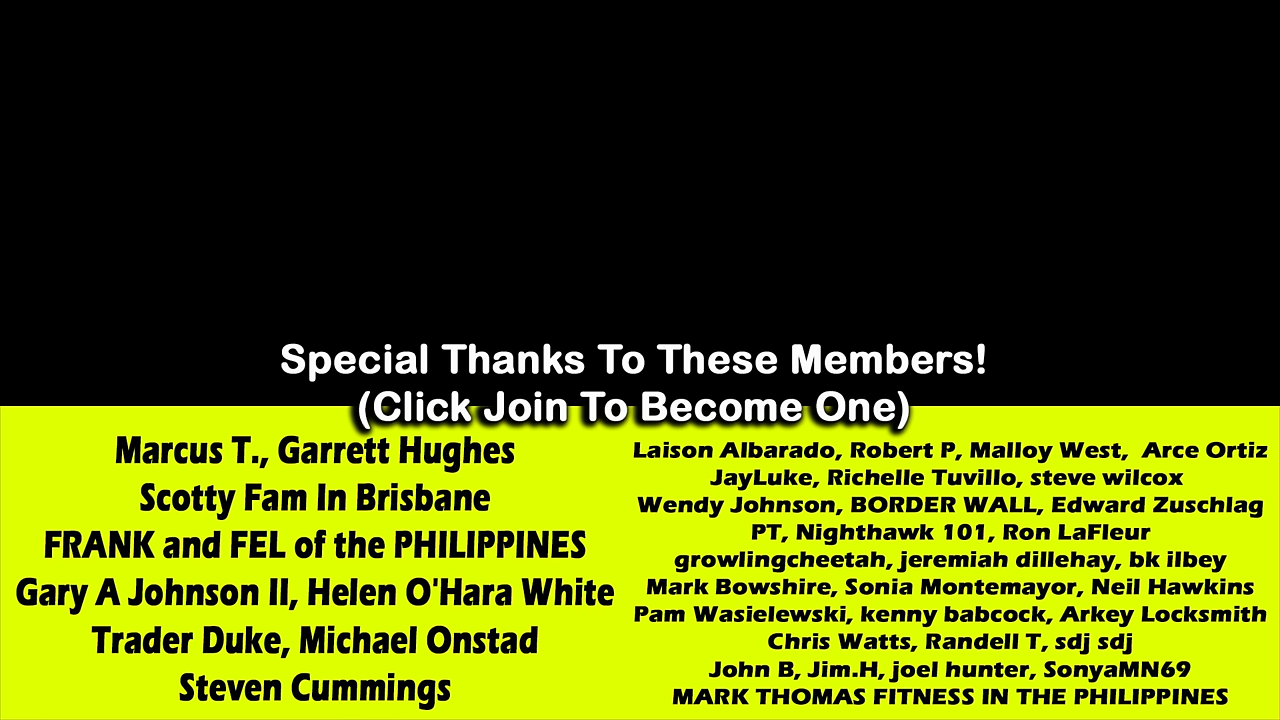 Special Thanks To These Members!
(Click Join To Become One)
Marcus T., Garrett Hughes
Scotty Fam In Brisbane
FRANK and FEL of the PHILIPPINES
Gary A Johnson II, Helen O'Hara White
Trader Duke, Michael Onstad
Steven Cummings
Laison Albarado, Robert P, Malloy West, Arce Ortiz
JayLuke, Richelle Tuvillo, steve wilcox
Wendy Johnson, BORDER WALL, Edward Zuschlag
PT, Nighthawk 101, Ron LaFleur
growlingcheetah, jeremiah dillehay, bk ilbey
Mark Bowshire, Sonia Montemayor, Neil Hawkins
Pam Wasielewski, kenny babcock, Arkey Locksmith
Chris Watts, Randell T, sdj sdj
John B, Jim.H, joel hunter, SonyaMN69
MARK THOMAS FITNESS IN THE PHILIPPINES